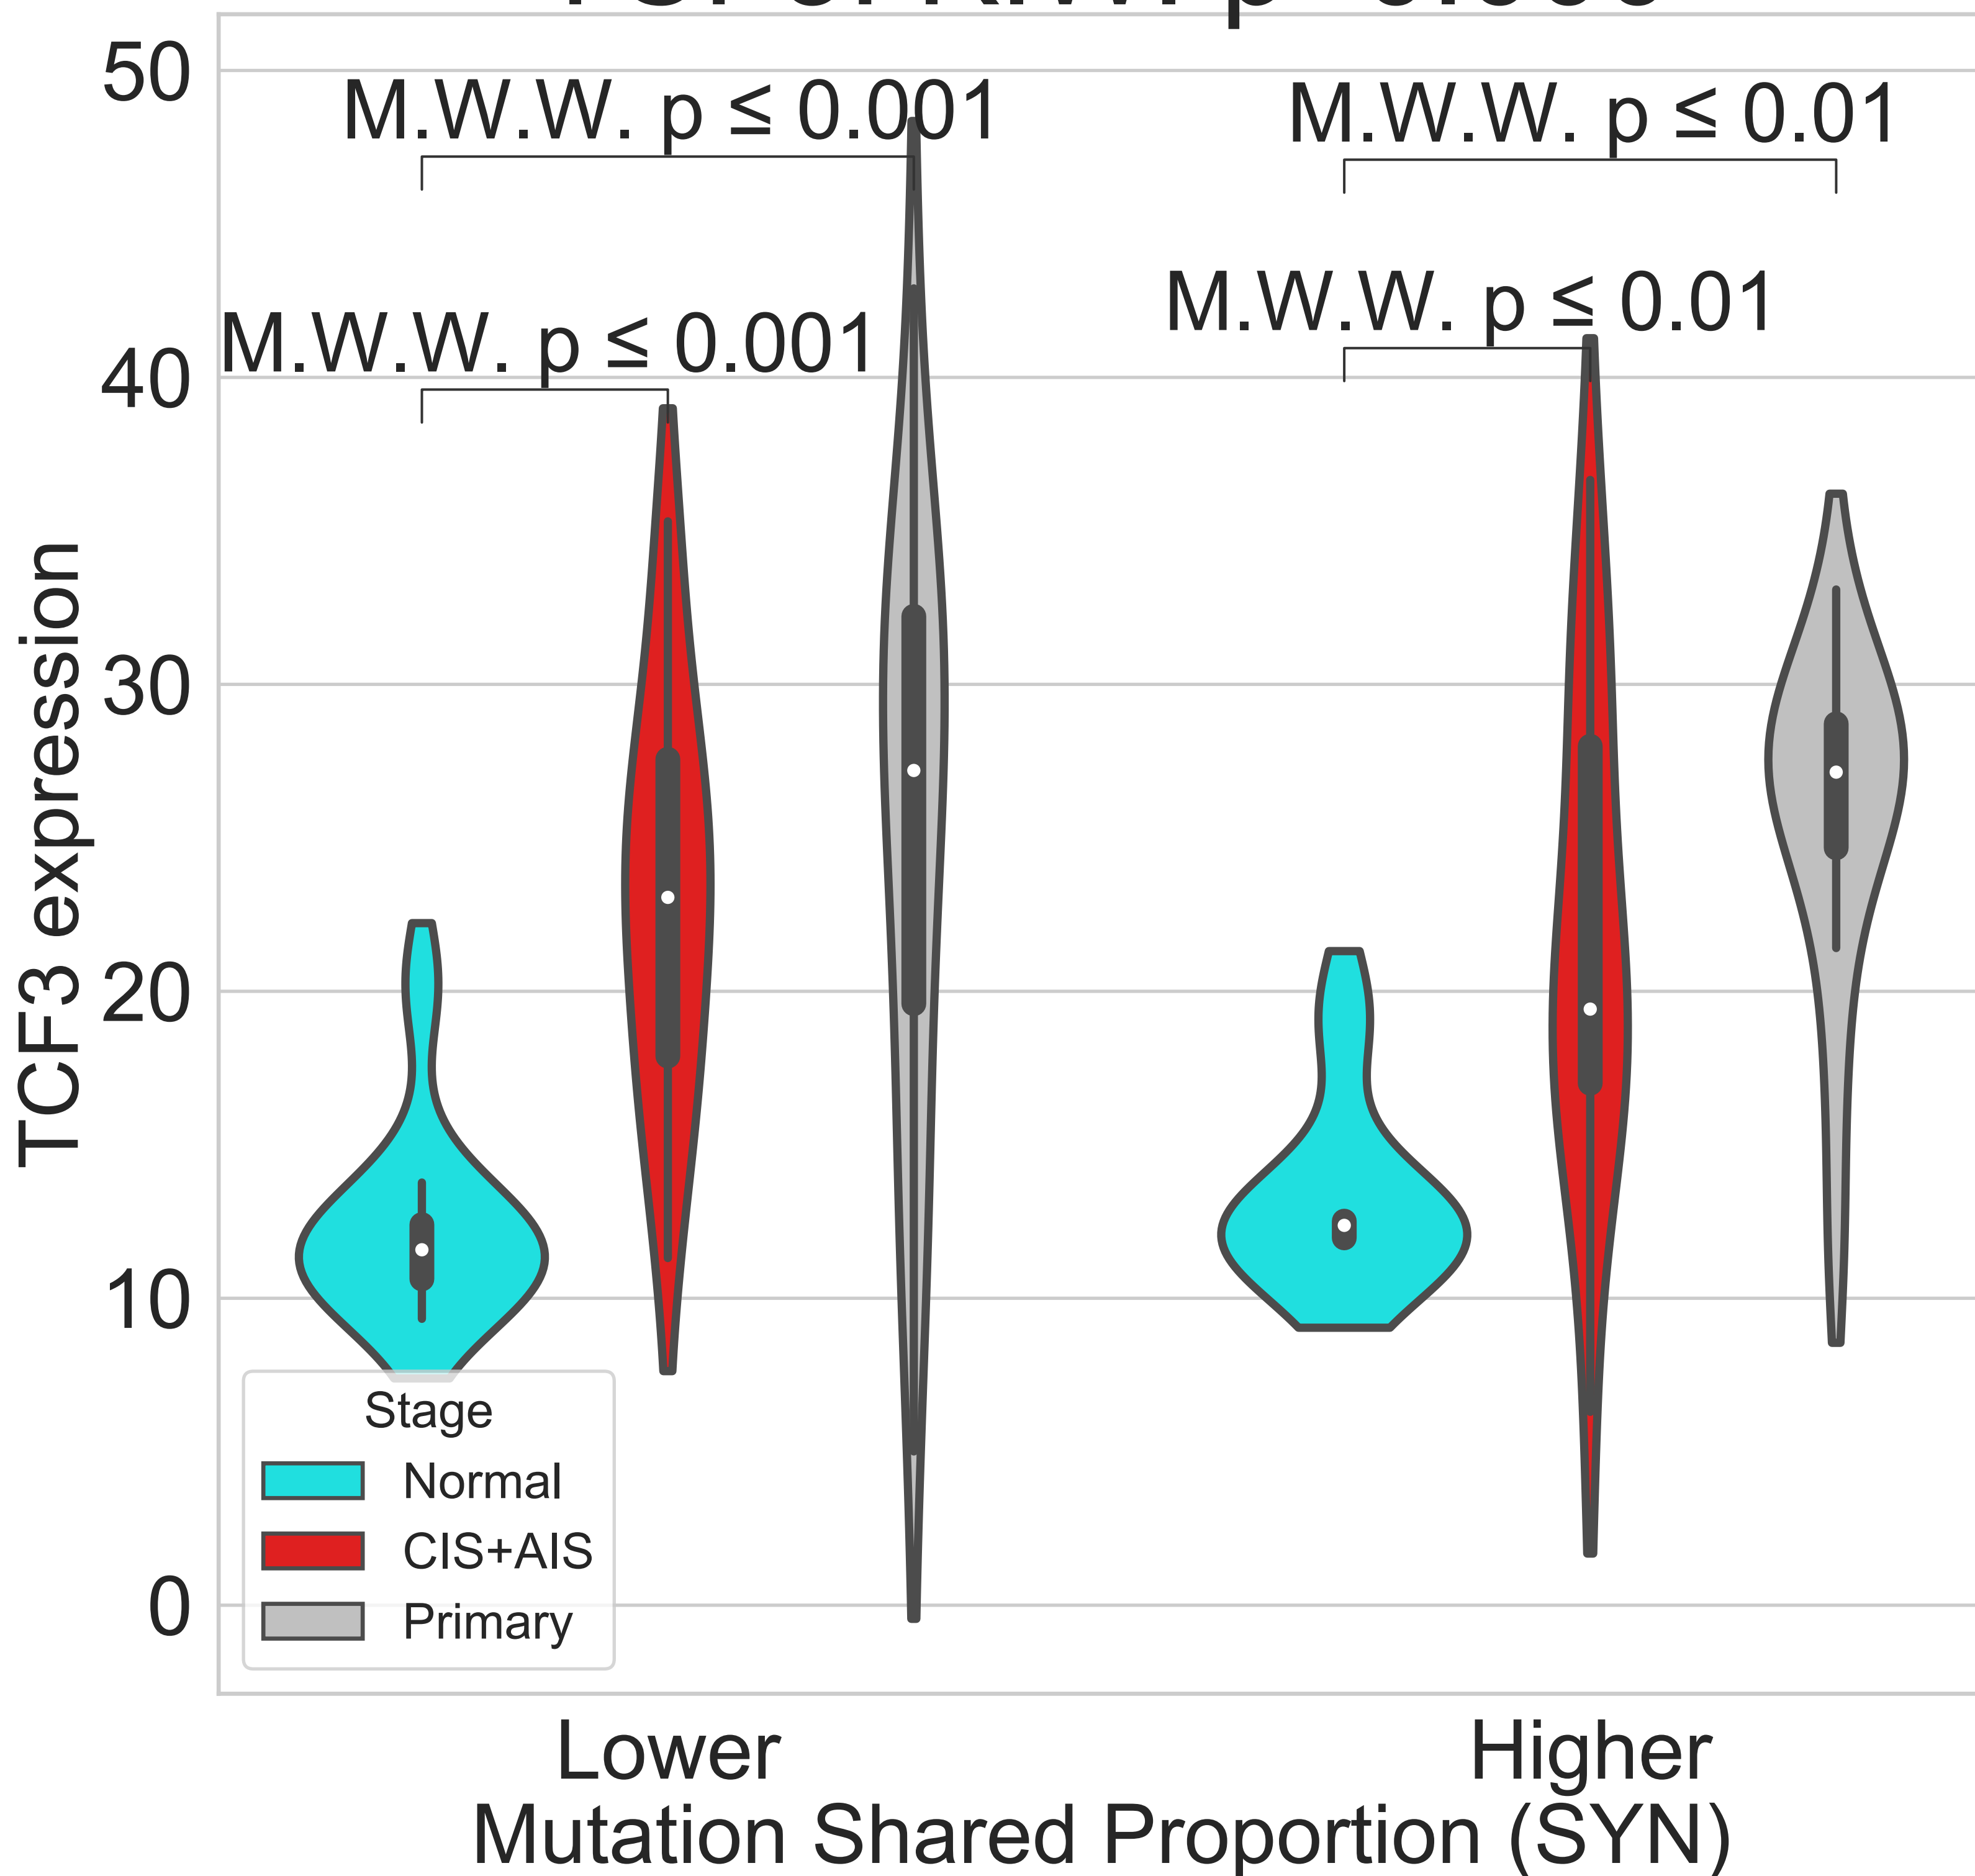 50
M.W.W. p ≤ 0.001
M.W.W. p ≤ 0.01
M.W.W. p ≤ 0.01
M.W.W. p ≤ 0.001
40
30
20
10
0
TCF3 expression
Stage
Normal
CIS+AIS
Primary
Lower
Higher
Mutation Shared Proportion (SYN)